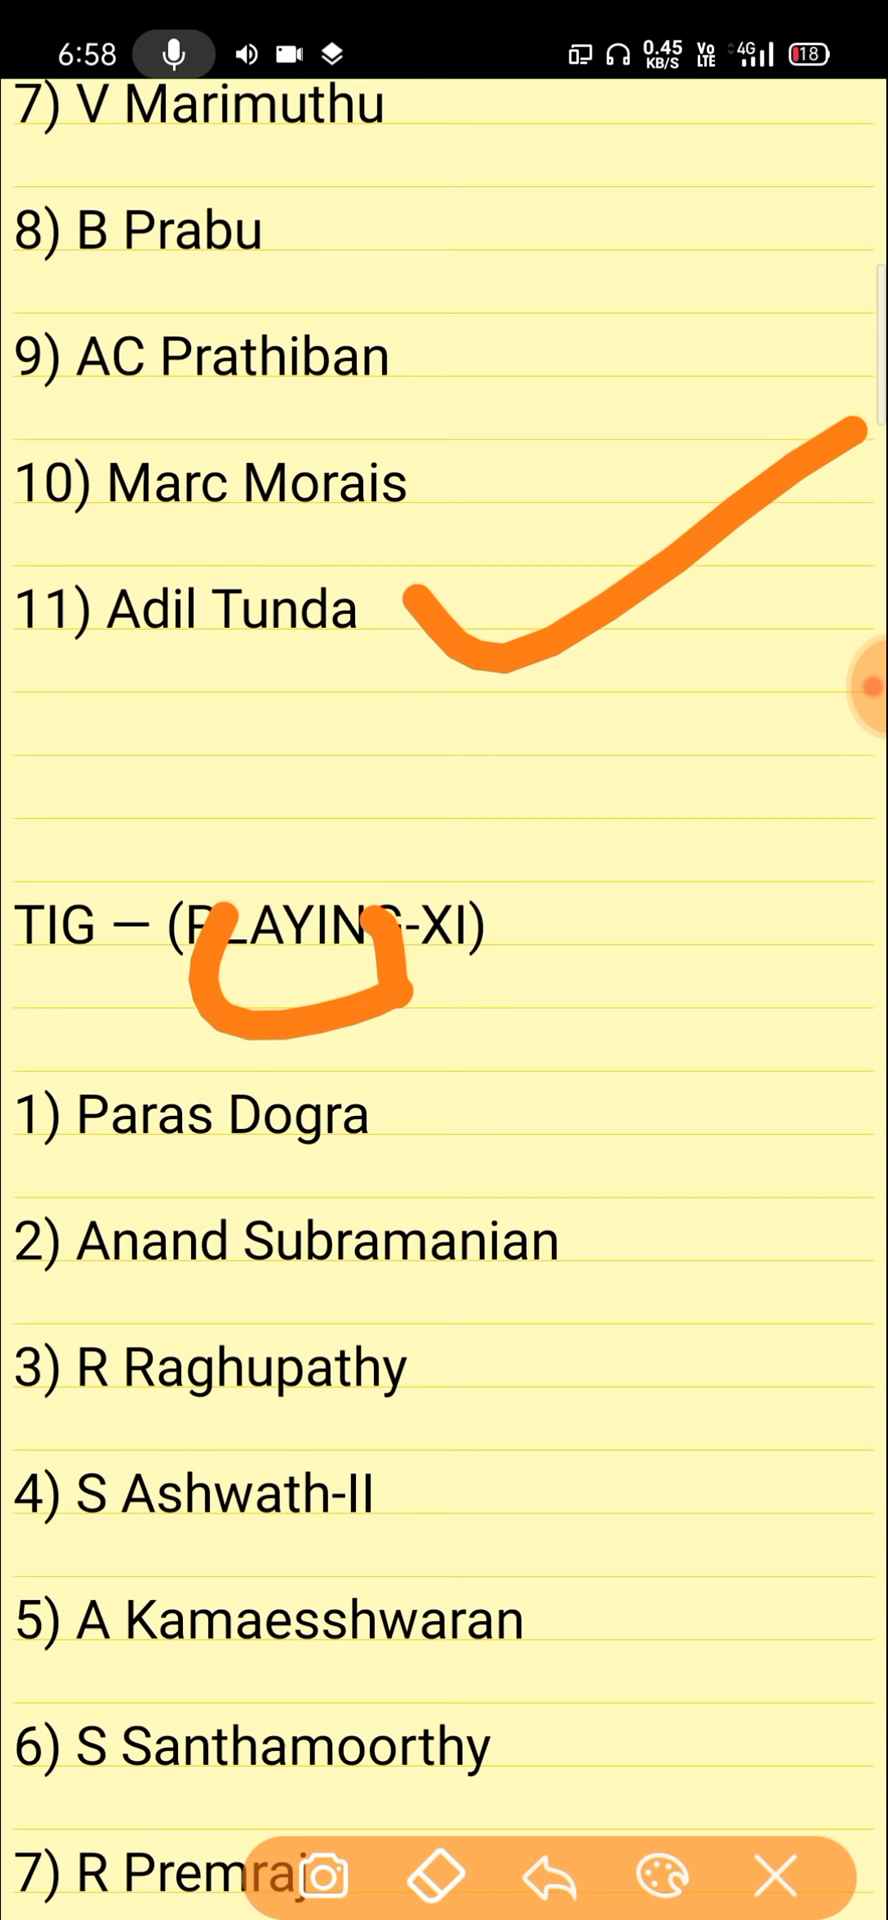 6:58 0.45 KB/S Vo LTE 4G 18
7) V Marimuthu
8) B Prabu
9) AC Prathiban
10) Marc Morais
11) Adil Tunda
TIG — (PLAYING-XI)
1) Paras Dogra
2) Anand Subramanian
3) R Raghupathy
4) S Ashwath-II
5) A Kamaesshwaran
6) S Santhamoorthy
7) R Premraj